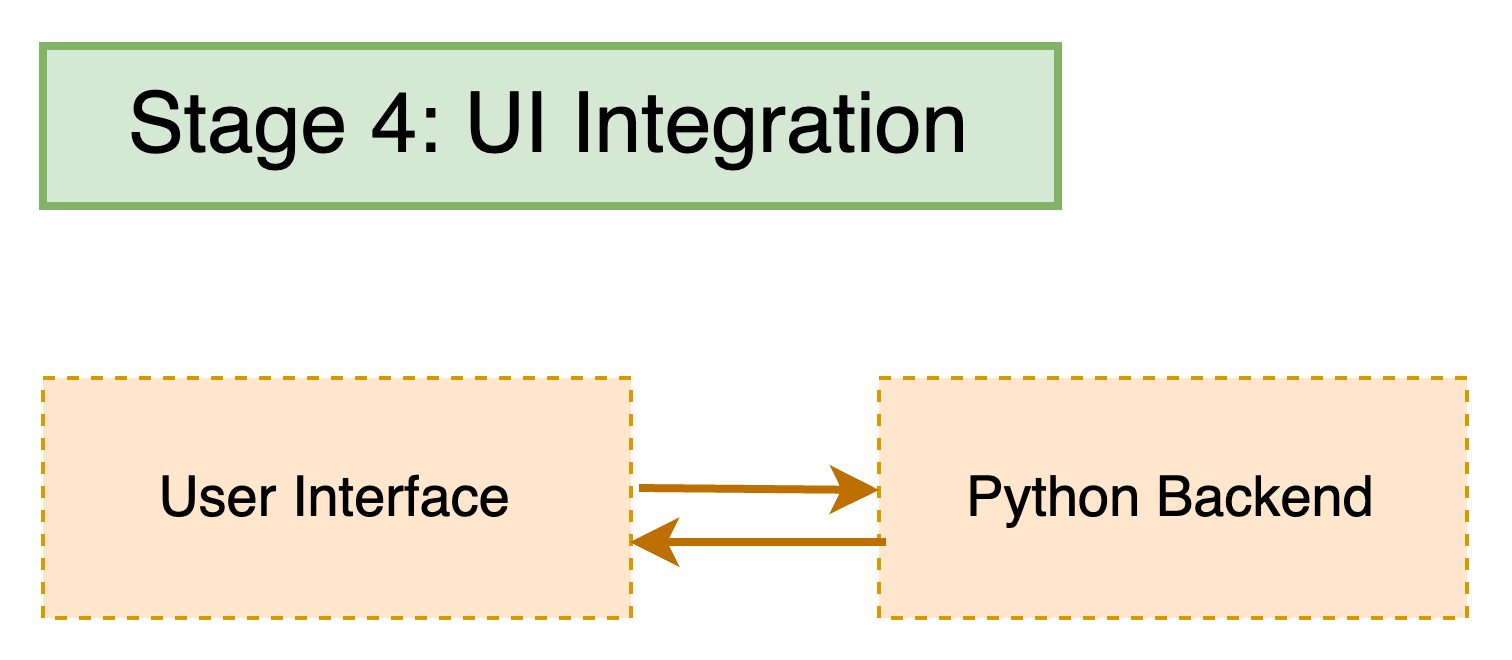 Stage 4: UI Integration
User Interface
Python Backend